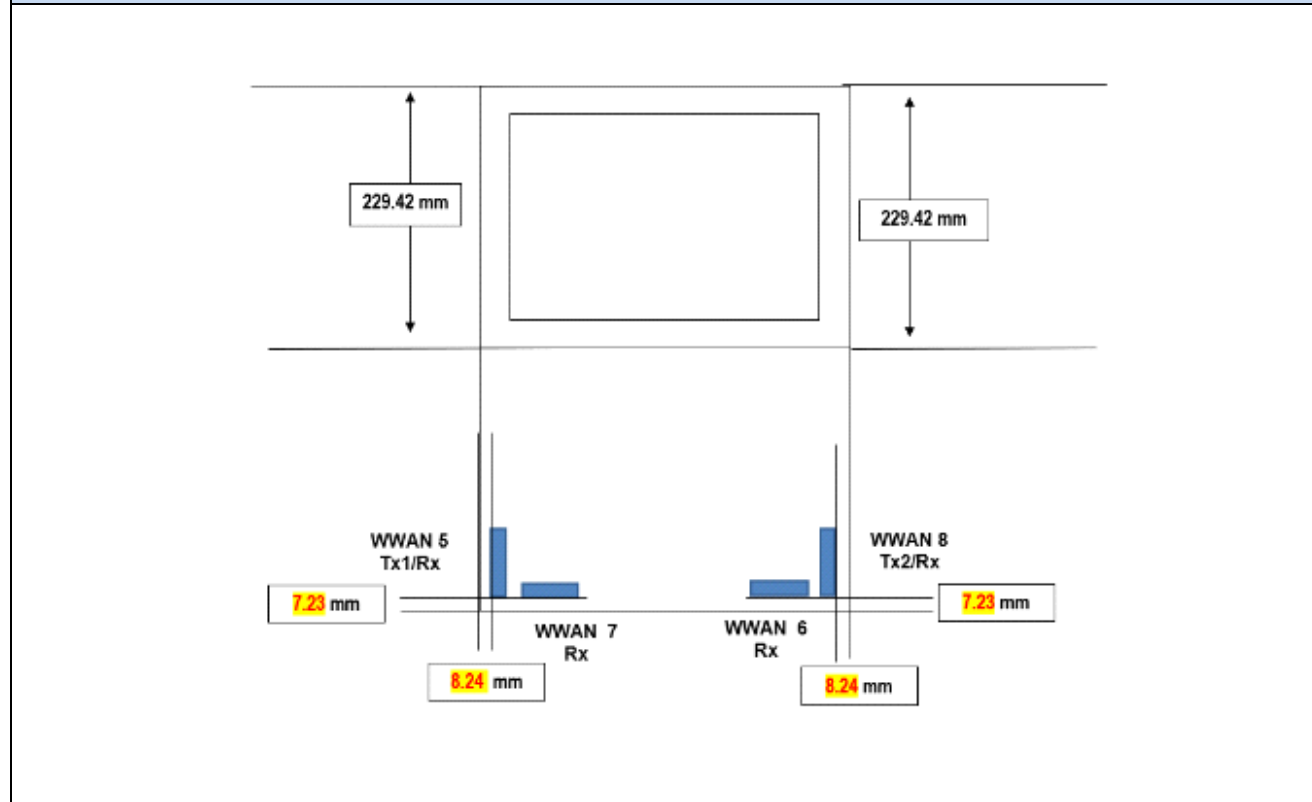 229.42 mm
229.42 mm
WWAN 5
Tx1/Rx
WWAN 8
Tx2/Rx
7.23 mm
7.23 mm
WWAN 7
Rx
WWAN 6
Rx
8.24 mm
8.24 mm